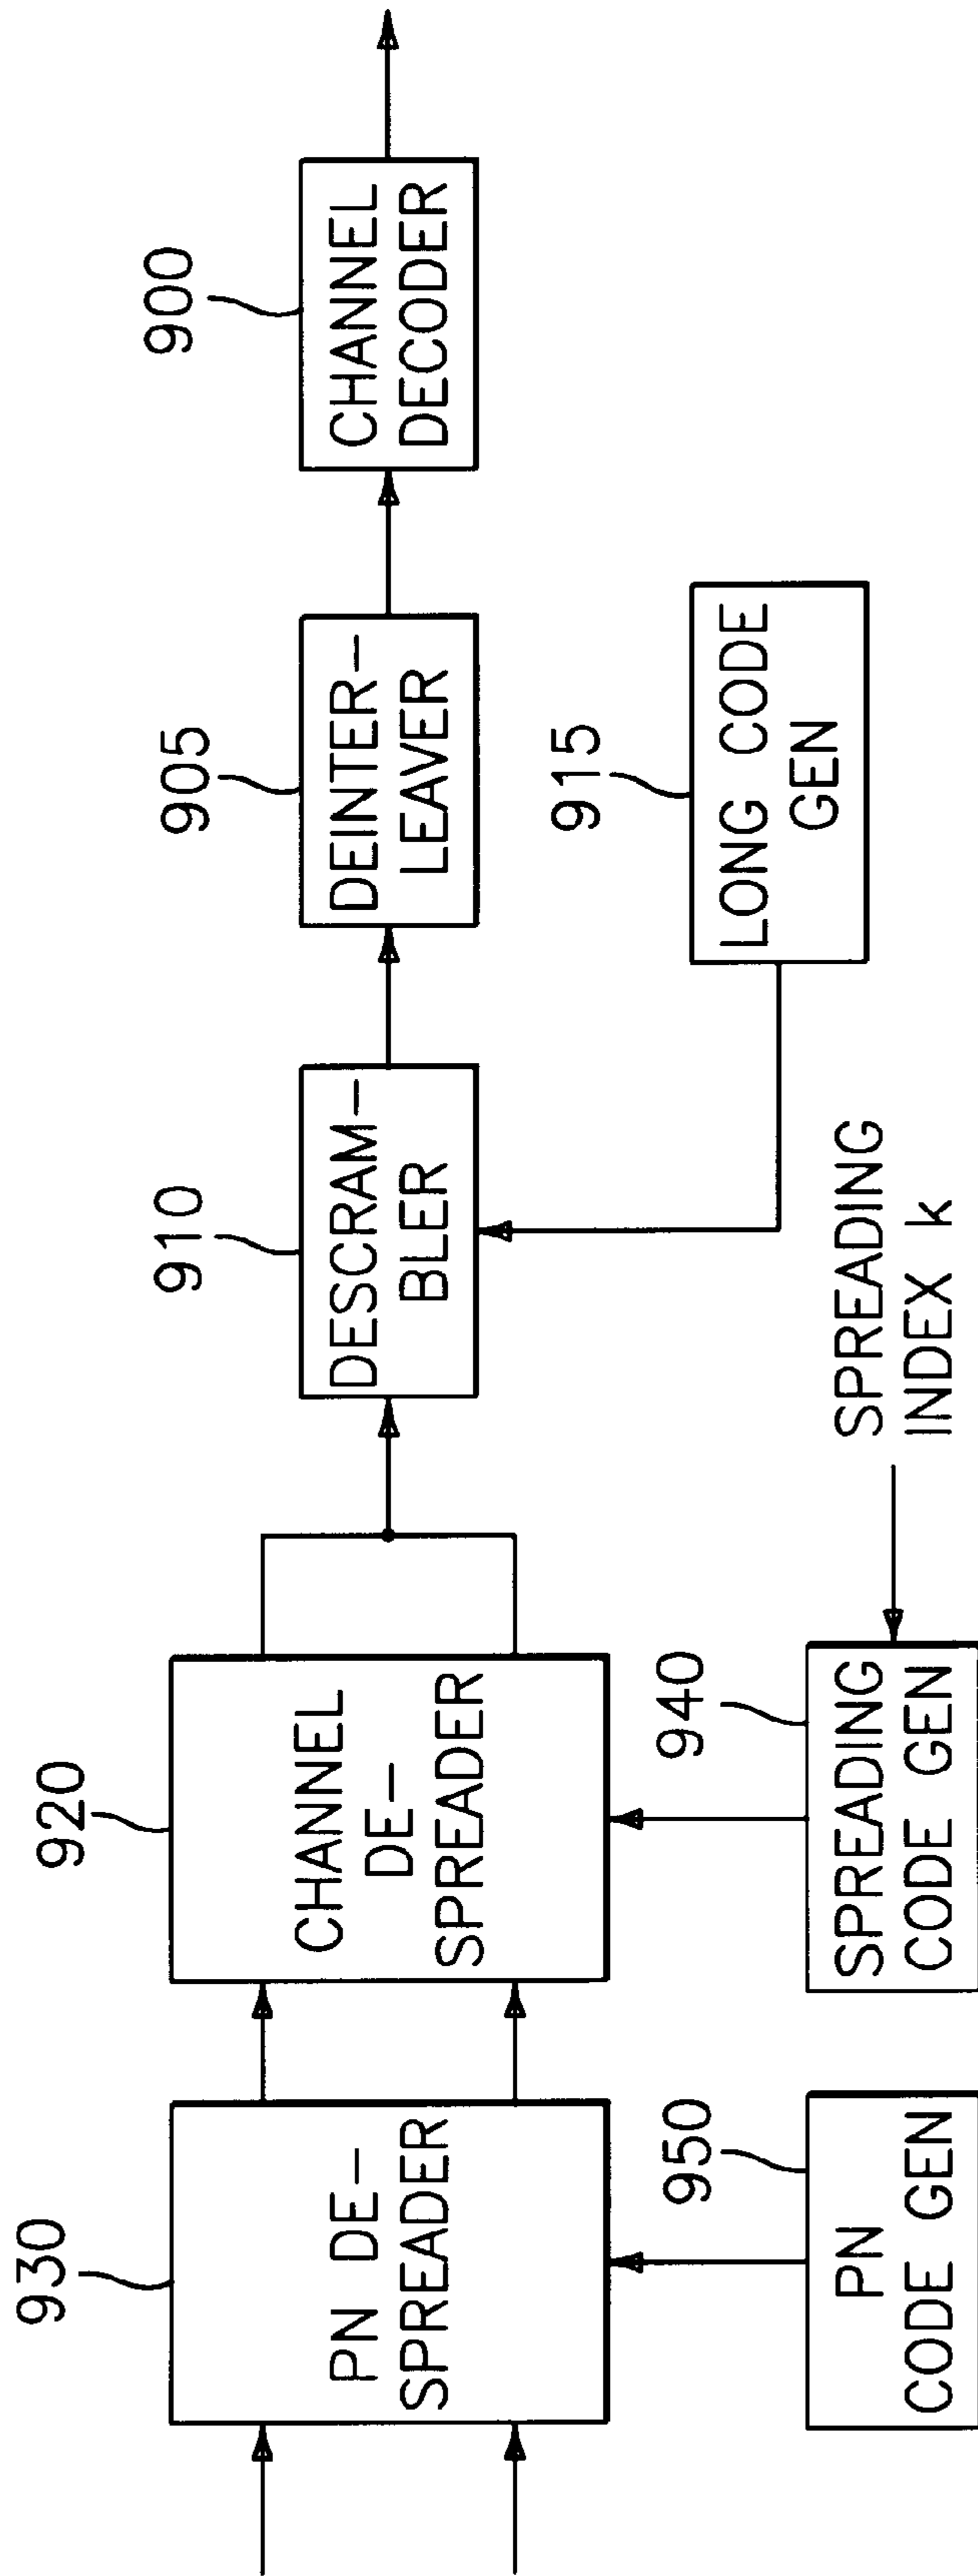 930
PN DE-
SPREADER
950
PN
CODE GEN
920
CHANNEL
DE-
SPREADER
940
SPREADING
CODE GEN
SPREADING
INDEX k
910
DESCRAM-
BLER
915
LONG CODE
GEN
905
DEINTER-
LEAVER
900
CHANNEL
DECODER